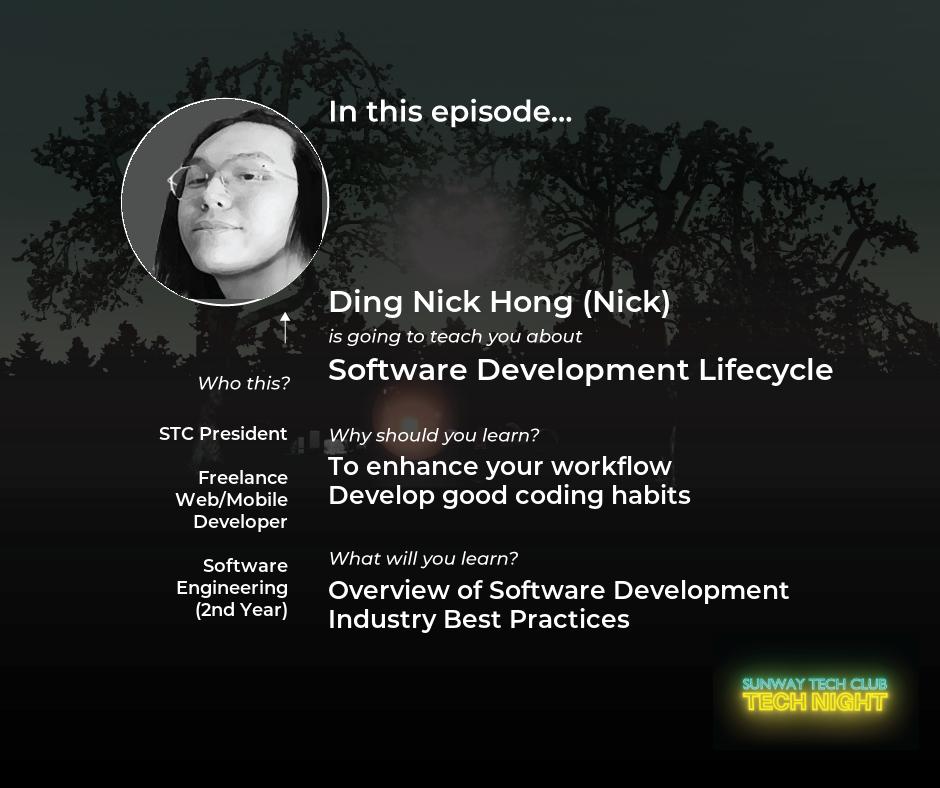 In this episode...
Ding Nick Hong (Nick)
is going to teach you about
Software Development Lifecycle
Who this?
STC President
Freelance
Web/Mobile
Developer
Software
Engineering
(2nd Year)
Why should you learn?
To enhance your workflow
Develop good coding habits
What will you learn?
Overview of Software Development
Industry Best Practices
SUNWAY TECH CLUB
TECH NIGHT